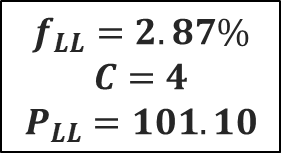 f_LL = 2.87%
C = 4
P_LL = 101.10